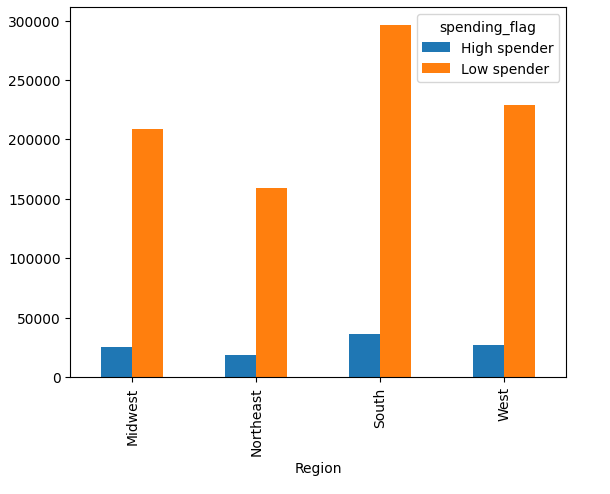 spending_flag
High spender
Low spender
300000
250000
200000
150000
100000
50000
0
Midwest
Northeast
South
West
Region